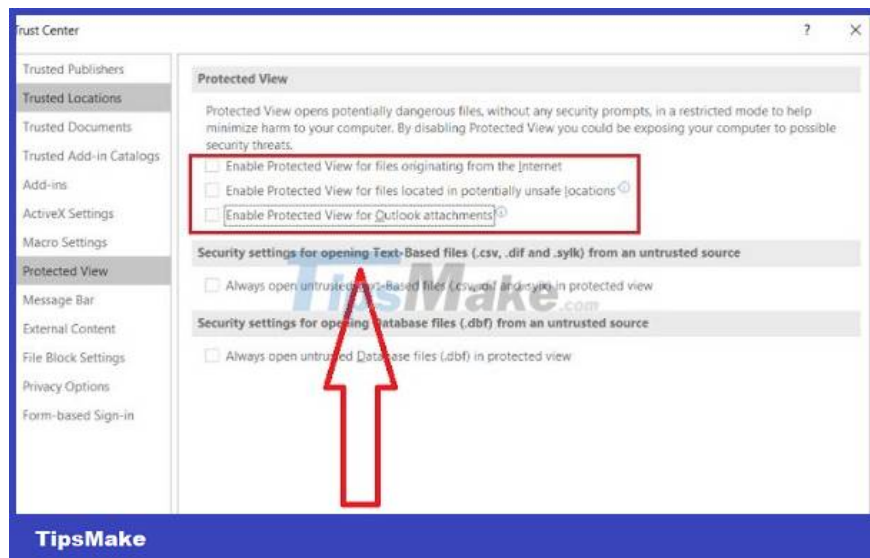 Trust Center
?
Trusted Publishers
Trusted Locations
Trusted Documents
Trusted Add-in Catalogs
Add-ins
ActiveX Settings
Macro Settings
Protected View
Message Bar
External Content
File Block Settings
Privacy Options
Form-based Sign-in
Protected View
Protected View opens potentially dangerous files, without any security prompts, in a restricted mode to help
minimize harm to your computer. By disabling Protected View you could be exposing your computer to possible
security threats.
Enable Protected View for files originating from the Internet
Enable Protected View for files located in potentially unsafe locations
Enable Protected View for Outlook attachments
Security settings for opening Text-Based files (.csv, .dif and .sylk) from an untrusted source
Always open untrusted Text-Based files (.csv, .dif and .sylk) in protected view
TipsMake.com
Security settings for opening Database files (.dbf) from an untrusted source
Always open untrusted Database files (.dbf) in protected view
TipsMake